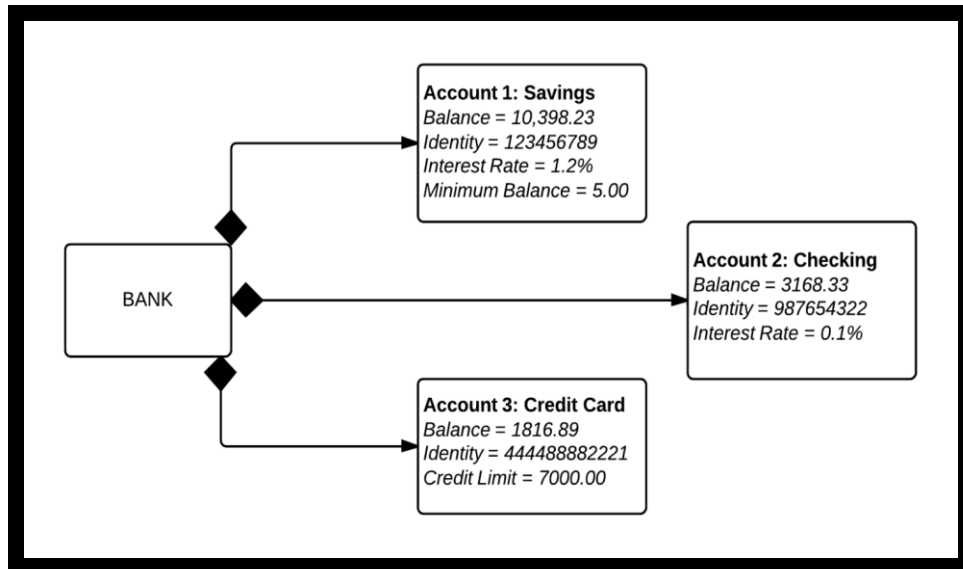 Account 1: Savings
Balance = 10,398.23
Identity = 123456789
Interest Rate = 1.2%
Minimum Balance = 5.00
BANK
Account 2: Checking
Balance = 3168.33
Identity = 987654322
Interest Rate = 0.1%
Account 3: Credit Card
Balance = 1816.89
Identity = 444488882221
Credit Limit = 7000.00